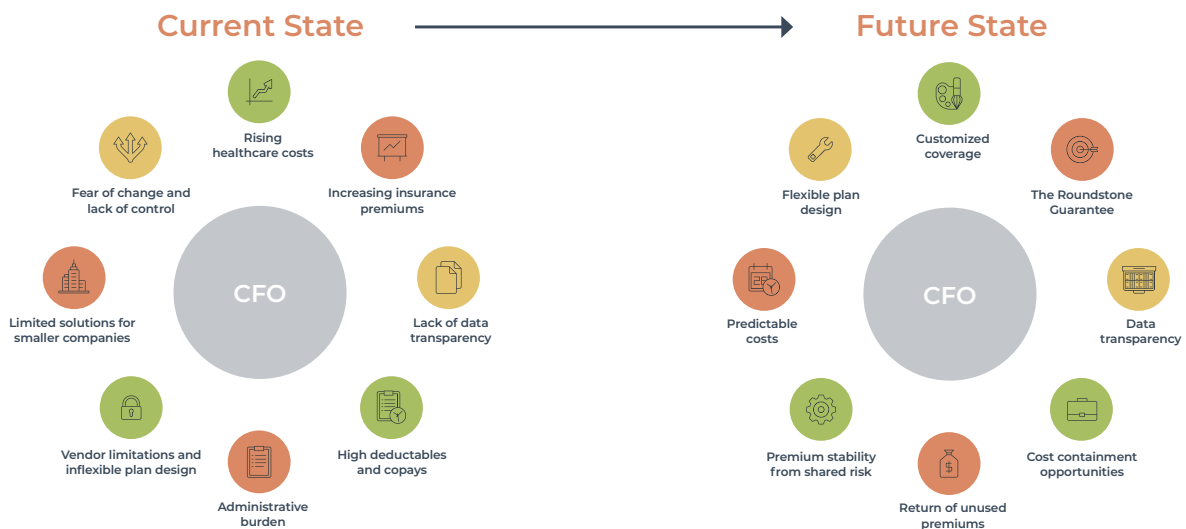 Current State
Future State
Rising
healthcare costs
Increasing insurance
premiums
Lack of data
transparency
High deductables
and copays
Administrative
burden
Vendor limitations and
inflexible plan design
Limited solutions for
smaller companies
Fear of change and
lack of control
CFO
Customized
coverage
The Roundstone
Guarantee
Data
transparency
Cost containment
opportunities
Return of unused
premiums
Premium stability
from shared risk
Predictable
costs
Flexible plan
design
CFO
$